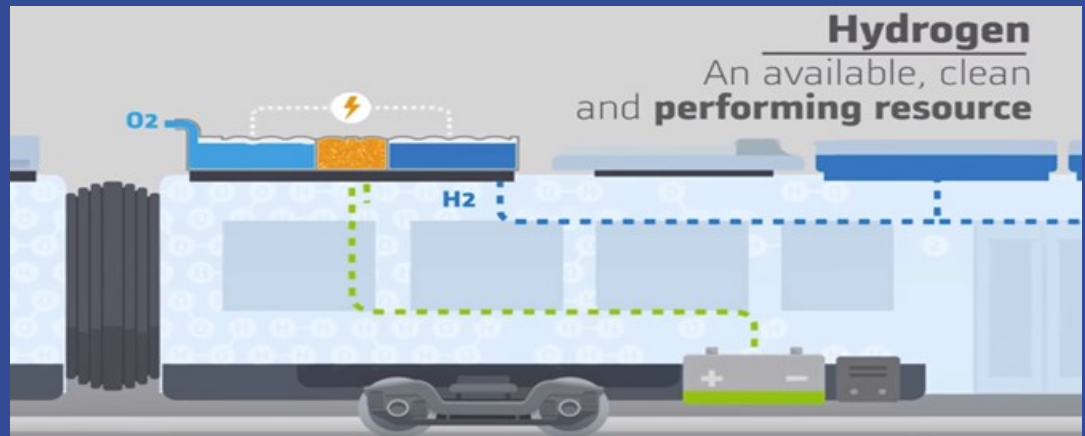 Hydrogen
An available, clean
and performing resource
O2
H2
+ −